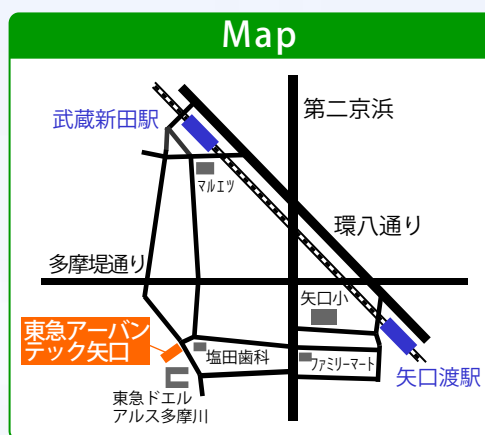 Map
第二京浜
武蔵新田駅
マルエツ
環八通り
多摩堤通り
矢口小
東急アーバン
テック矢口
塩田歯科
ファミリーマート
矢口渡駅
東急ドエル
アルス多摩川